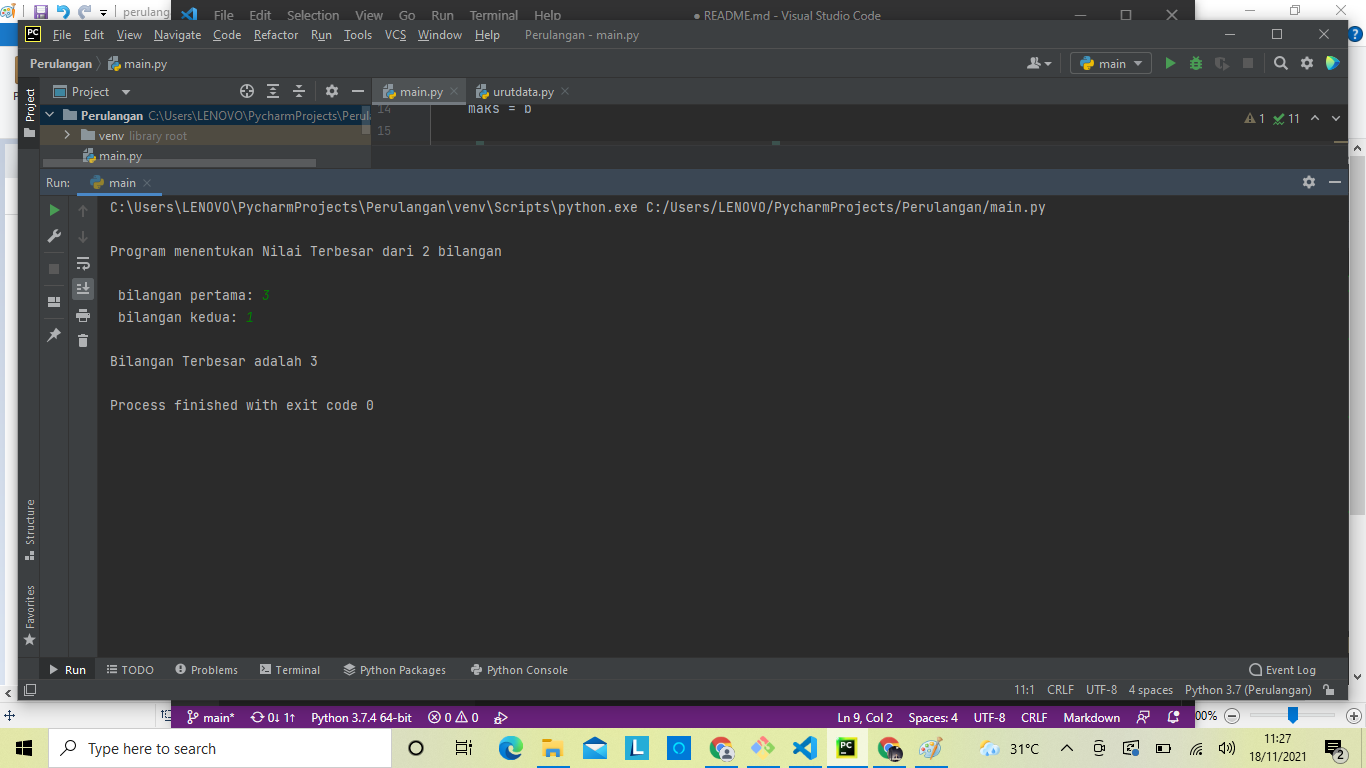 perulang
File Edit Selection View Go Run Terminal Help ● README.md - Visual Studio Code
PC File Edit View Navigate Code Refactor Run Tools VCS Window Help Perulangan - main.py
Perulangan main.py main
Project Project main.py urutdata.py
Perulangan C:\Users\LENOVO\PycharmProjects\Perula
14 maks = b
1 11
15
venv library root
main.py
Run: main
C:\Users\LENOVO\PycharmProjects\Perulangan\venv\Scripts\python.exe C:/Users/LENOVO/PycharmProjects/Perulangan/main.py
Program menentukan Nilai Terbesar dari 2 bilangan
bilangan pertama: 3
bilangan kedua: 1
Bilangan Terbesar adalah 3
Process finished with exit code 0
Structure
Favorites
Run TODO Problems Terminal Python Packages Python Console Event Log
11:1 CRLF UTF-8 4 spaces Python 3.7 (Perulangan)
main* 0↓ 1↑ Python 3.7.4 64-bit 0 0 Ln 9, Col 2 Spaces: 4 UTF-8 CRLF Markdown 00%
Type here to search L PC 31°C 11:27
18/11/2021 2